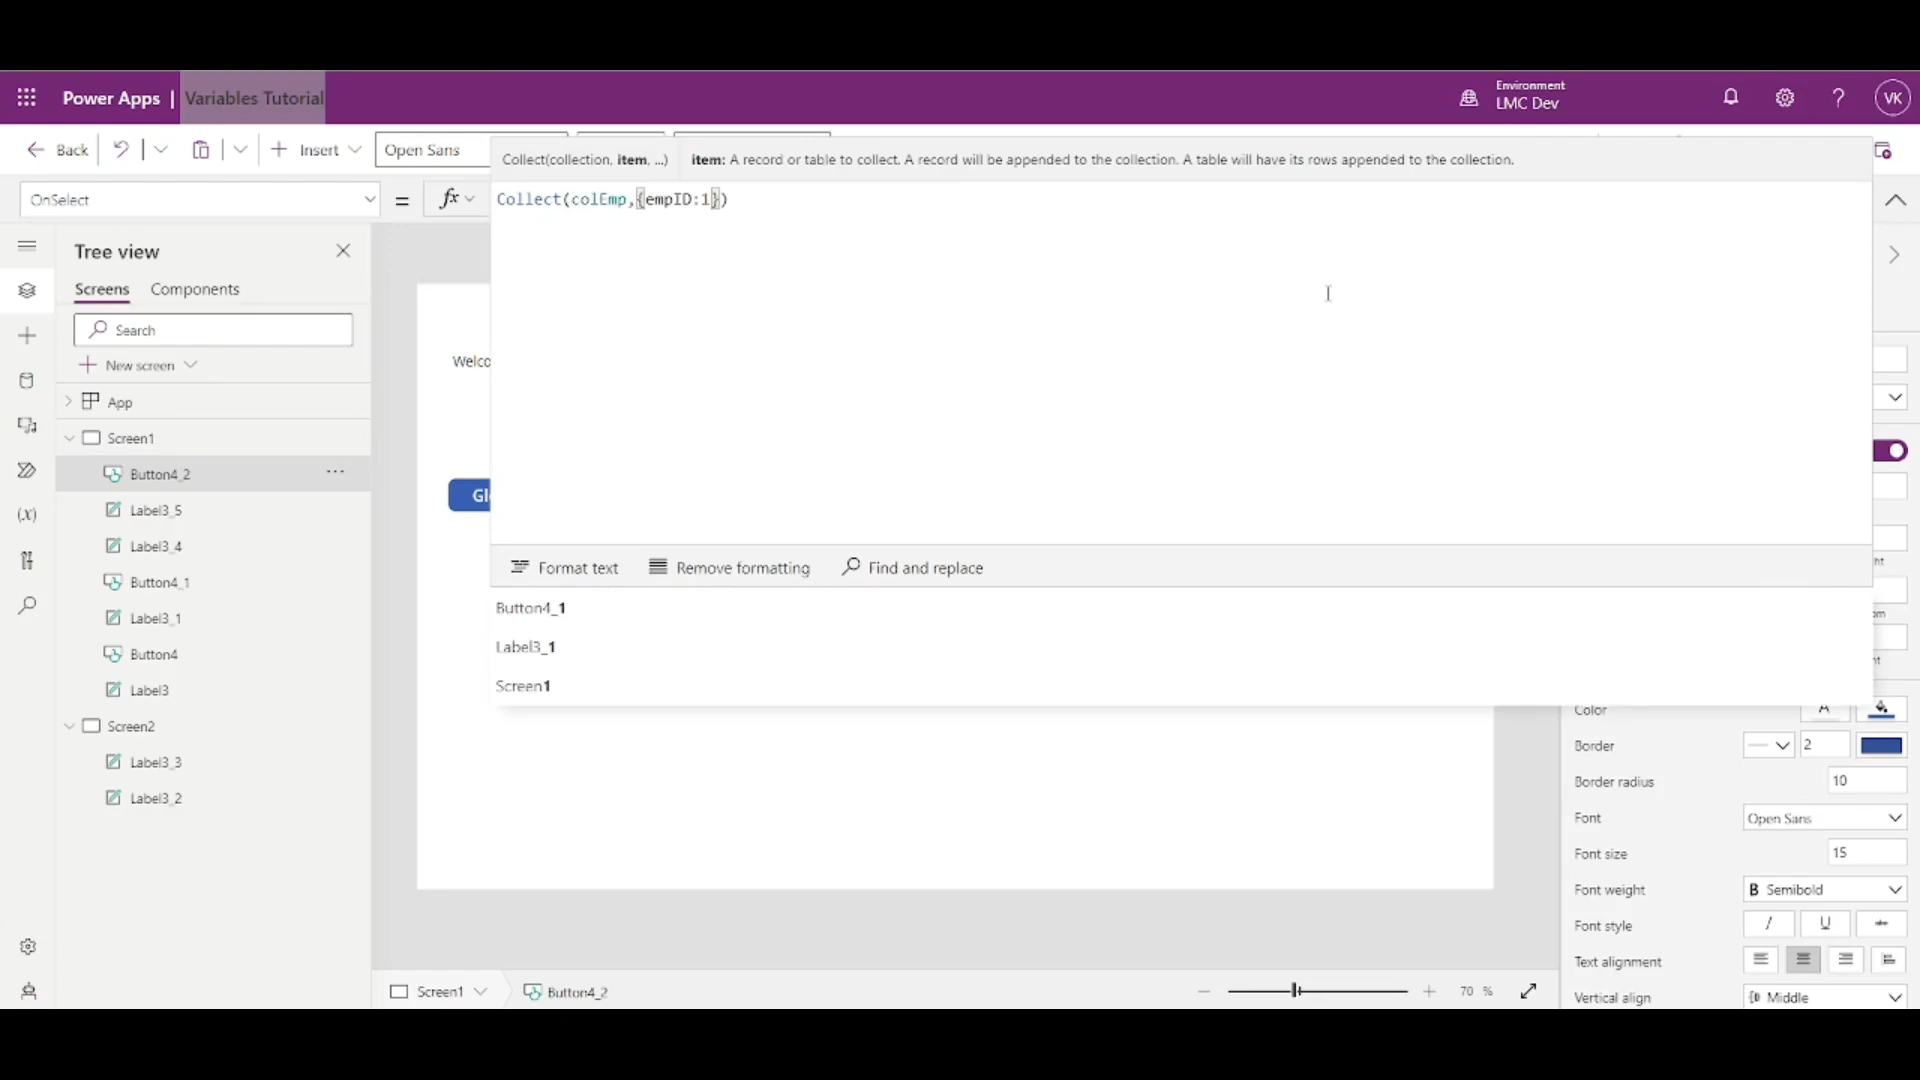 Power Apps | Variables Tutorial
Environment
LMC Dev
VK
Back
Insert
Open Sans
Collect(collection, item, ...)
item: A record or table to collect. A record will be appended to the collection. A table will have its rows appended to the collection.
OnSelect
=
fx
Collect(colEmp,{empID:1})
Tree view
Screens
Components
Search
New screen
App
Screen1
Button4_2
Label3_5
Label3_4
Button4_1
Label3_1
Button4
Label3
Screen2
Label3_3
Label3_2
Welco
Gl
Format text
Remove formatting
Find and replace
Button4_1
Label3_1
Screen1
ht
om
ht
Color
Border
2
Border radius
10
Font
Open Sans
Font size
15
Font weight
B Semibold
Font style
Text alignment
Vertical align
Middle
Screen1
Button4_2
70 %